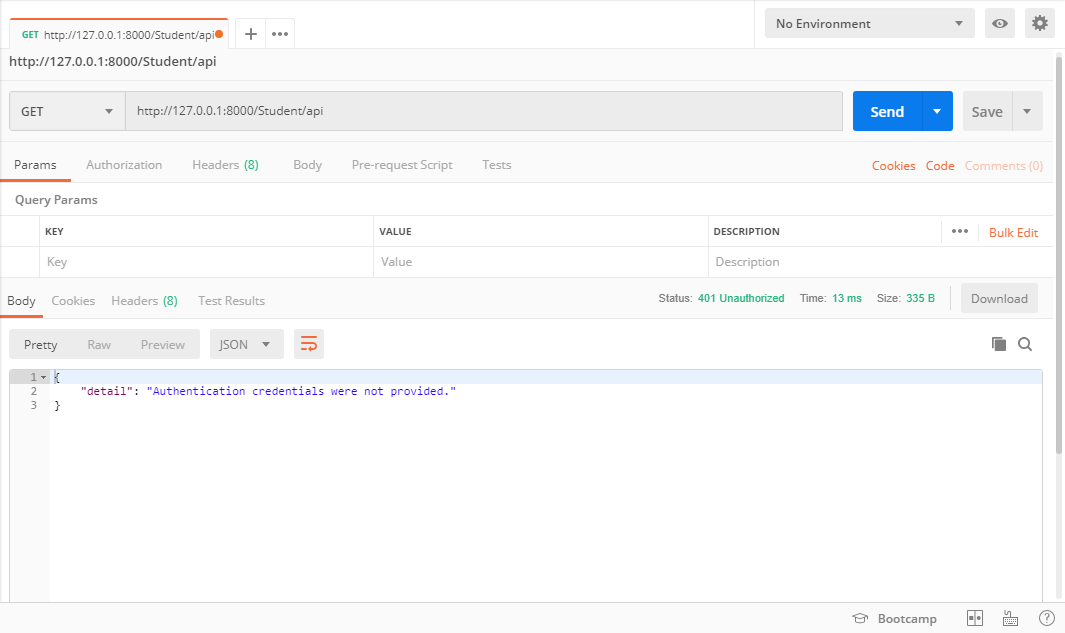 GET http://127.0.0.1:8000/Student/api
No Environment
http://127.0.0.1:8000/Student/api
GET http://127.0.0.1:8000/Student/api Send Save
Params Authorization Headers (8) Body Pre-request Script Tests Cookies Code Comments (0)
Query Params
KEY VALUE DESCRIPTION ••• Bulk Edit
Key Value Description
Body Cookies Headers (8) Test Results Status: 401 Unauthorized Time: 13 ms Size: 335 B Download
Pretty Raw Preview JSON
1 {
2 "detail": "Authentication credentials were not provided."
3 }
Bootcamp